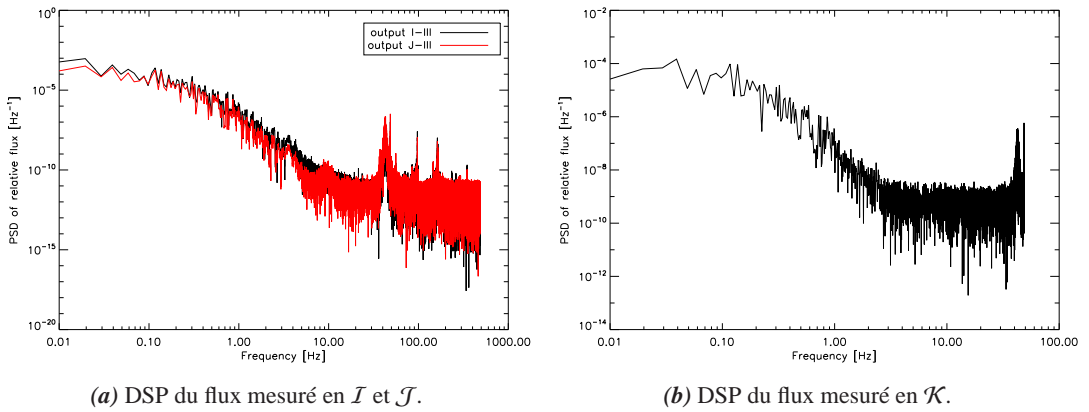 10⁰
10⁻⁵
10⁻¹⁰
10⁻¹⁵
10⁻²⁰
PSD of relative flux [Hz⁻¹]
output I−III
output J−III
0.01 0.10 1.00 10.00 100.00 1000.00
Frequency [Hz]
(a) DSP du flux mesuré en ℐ et 𝒥.
10⁻²
10⁻⁴
10⁻⁶
10⁻⁸
10⁻¹⁰
10⁻¹²
10⁻¹⁴
PSD of relative flux [Hz⁻¹]
0.01 0.10 1.00 10.00 100.00
Frequency [Hz]
(b) DSP du flux mesuré en 𝒦.